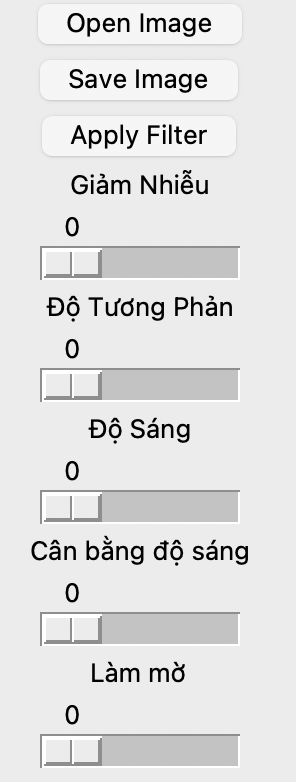 Open Image
Save Image
Apply Filter
Giảm Nhiễu
0
Độ Tương Phản
0
Độ Sáng
0
Cân bằng độ sáng
0
Làm mờ
0